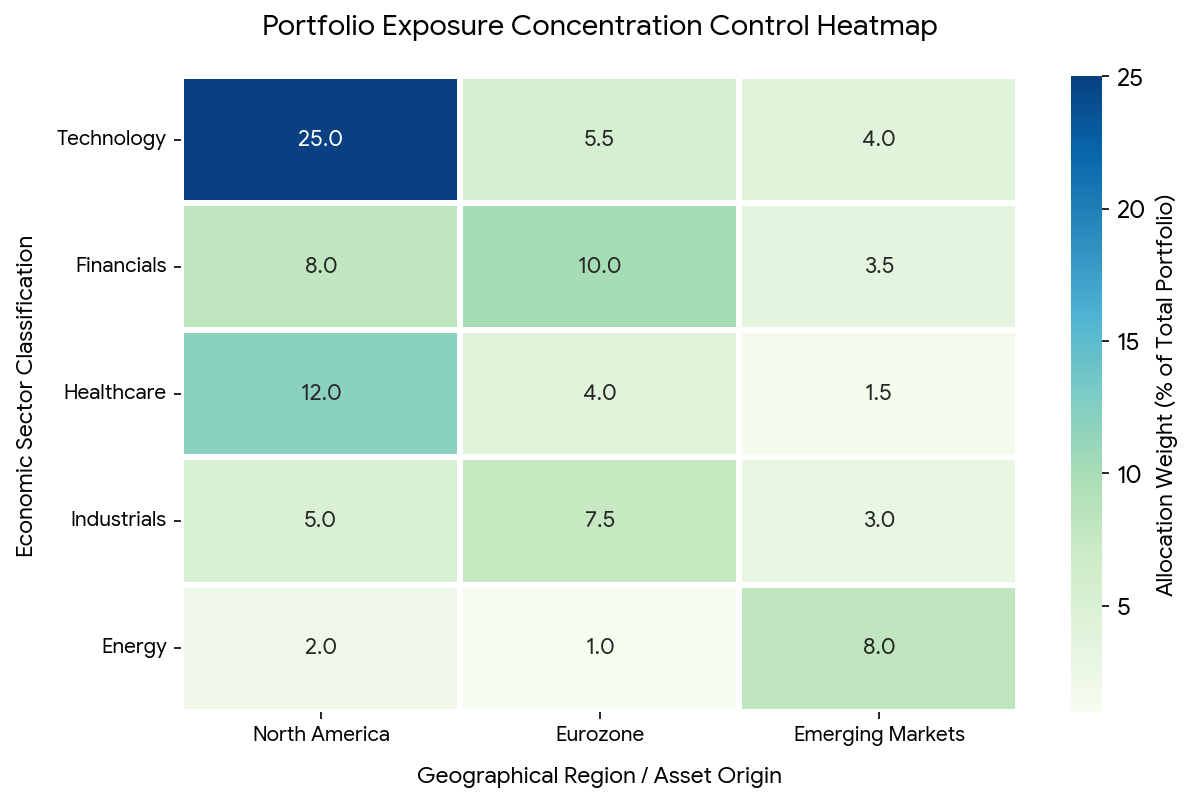 Portfolio Exposure Concentration Control Heatmap
Technology
25.0
5.5
4.0
Financials
8.0
10.0
3.5
Healthcare
12.0
4.0
1.5
Industrials
5.0
7.5
3.0
Energy
2.0
1.0
8.0
North America
Eurozone
Emerging Markets
Geographical Region / Asset Origin
Economic Sector Classification
25
20
15
10
5
Allocation Weight (% of Total Portfolio)